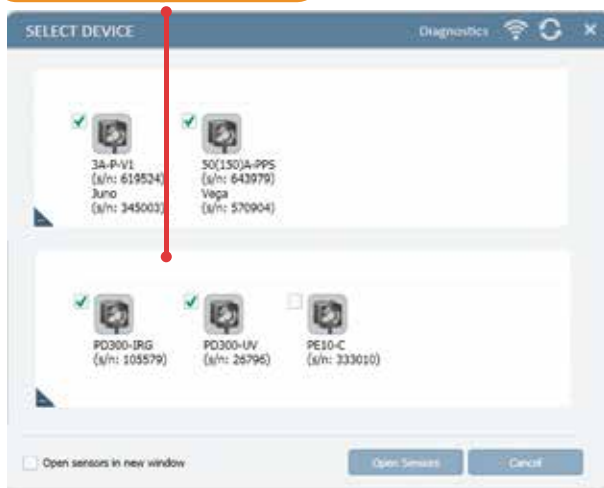 SELECT DEVICE
Diagnostics
3A-P-V1
(s/n: 619524)
Juno
(s/n: 345003)
50(150)A-PPS
(s/n: 643979)
Vega
(s/n: 570904)
PD300-IRG
(s/n: 105579)
PD300-UV
(s/n: 26796)
PE10-C
(s/n: 333010)
Open sensors in new window
Open Sensors
Cancel